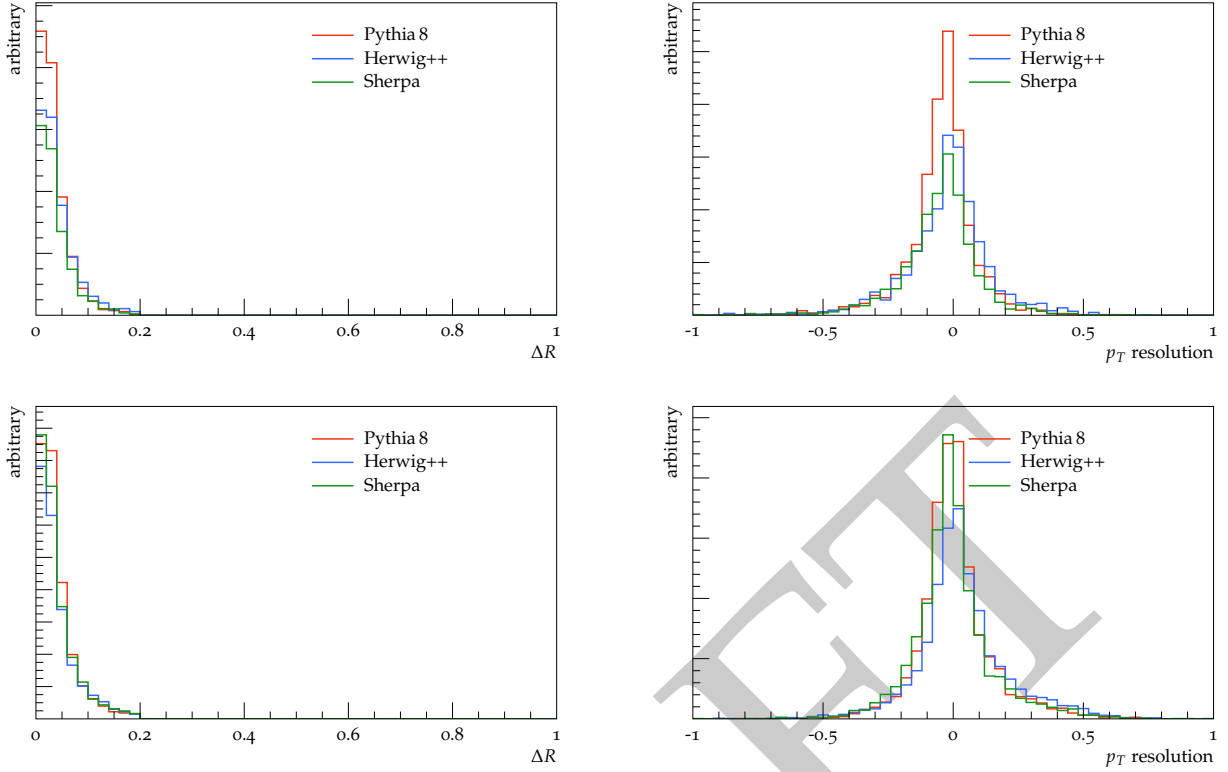 arbitrary
Pythia 8
Herwig++
Sherpa
0 0.2 0.4 0.6 0.8 1
ΔR
arbitrary
Pythia 8
Herwig++
Sherpa
-1 -0.5 0 0.5 1
p_T resolution
arbitrary
Pythia 8
Herwig++
Sherpa
0 0.2 0.4 0.6 0.8 1
ΔR
arbitrary
Pythia 8
Herwig++
Sherpa
-1 -0.5 0 0.5 1
p_T resolution
FT